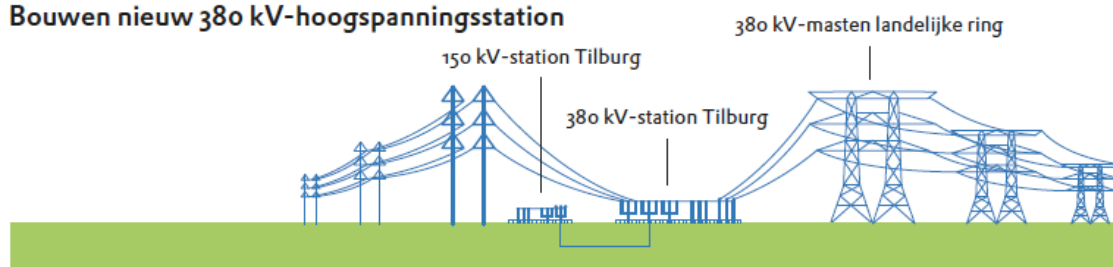 Bouwen nieuw 380 kV-hoogspanningsstation
380 kV-masten landelijke ring
150 kV-station Tilburg
380 kV-station Tilburg